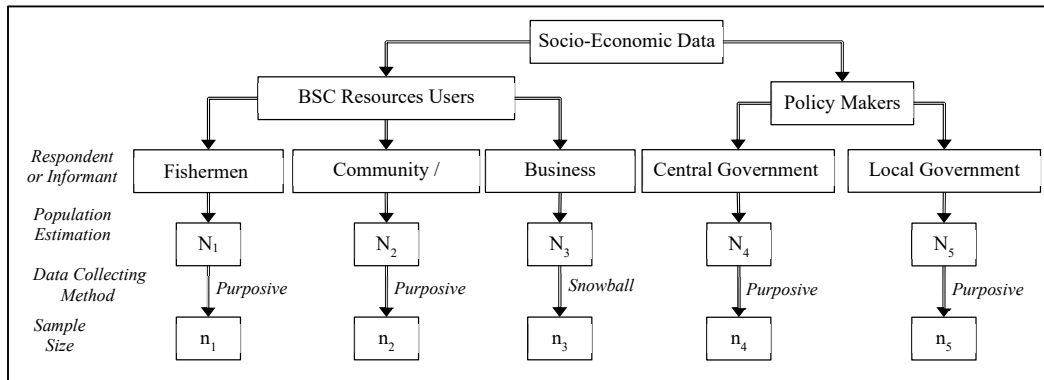 Socio-Economic Data
BSC Resources Users
Policy Makers
Respondent
or Informant
Fishermen
Community /
Business
Central Government
Local Government
Population
Estimation
N₁
N₂
N₃
N₄
N₅
Data Collecting
Method
Purposive
Purposive
Snowball
Purposive
Purposive
Sample
Size
n₁
n₂
n₃
n₄
n₅